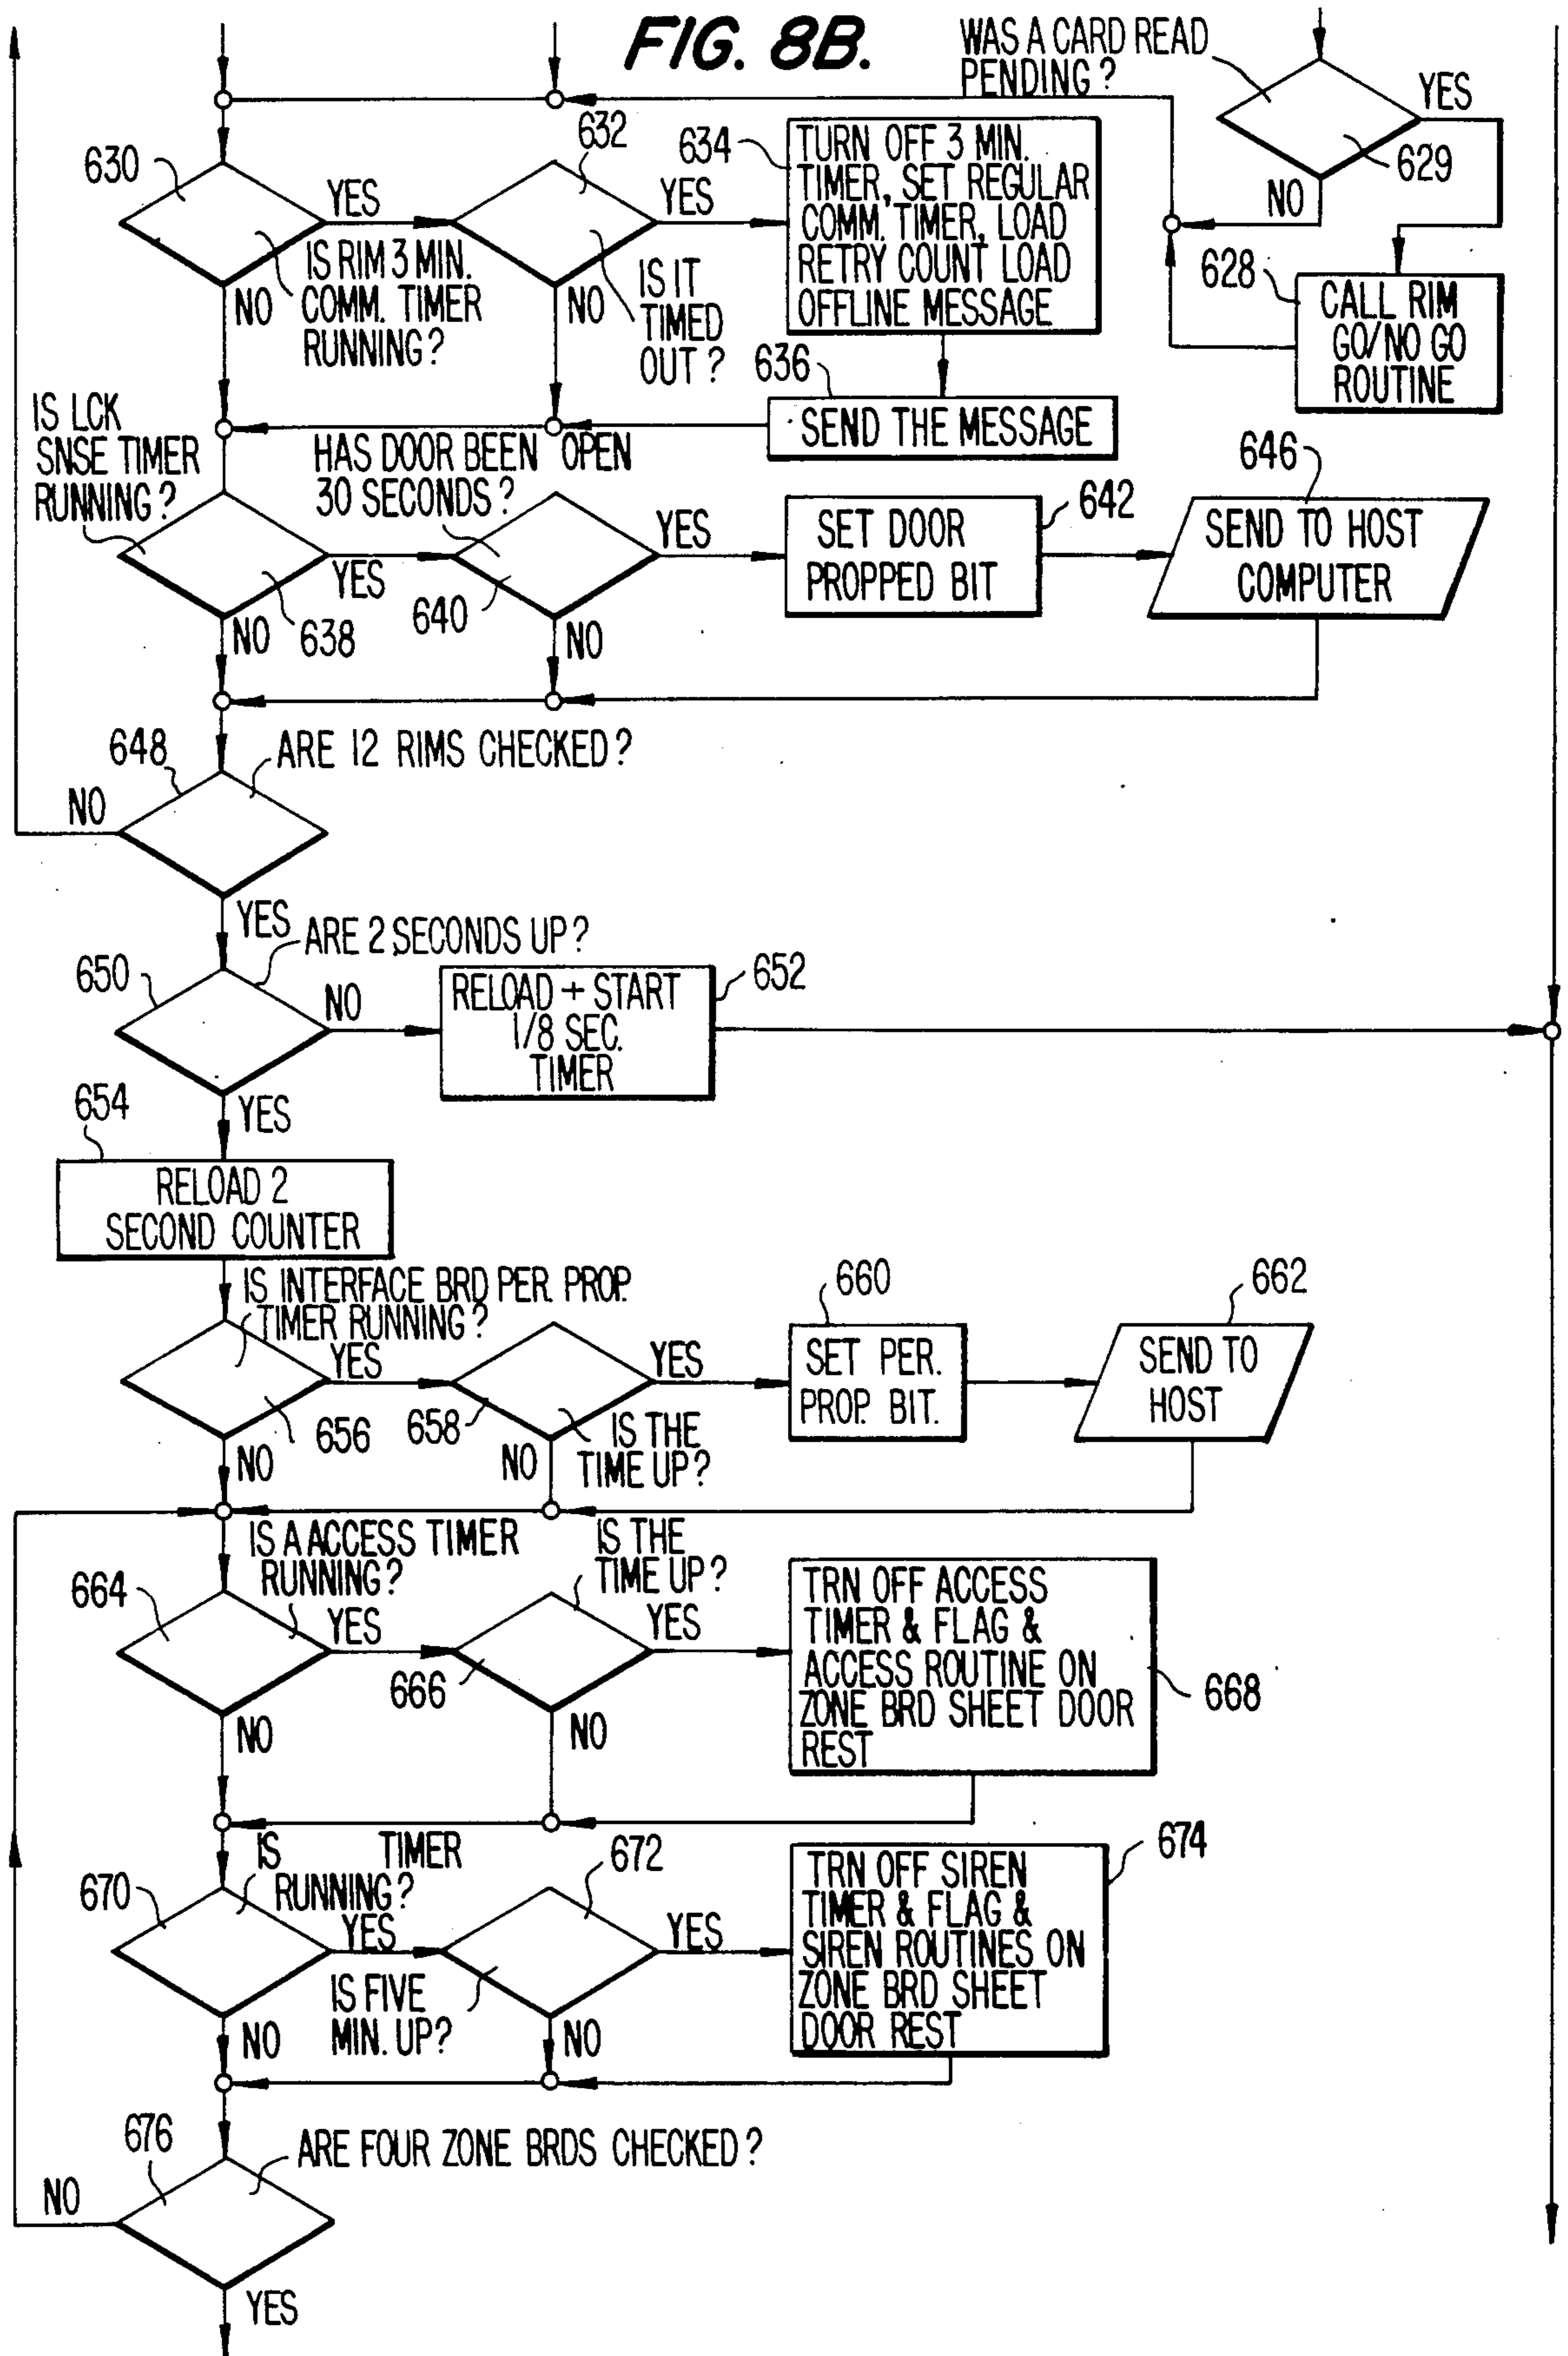 FIG. 8B.
WAS A CARD READ
PENDING?
YES
629
NO
628
CALL RIM
GO/NO GO
ROUTINE
630
YES
IS RIM 3 MIN.
COMM. TIMER
RUNNING?
NO
632
YES
IS IT
TIMED
OUT?
NO
634
TURN OFF 3 MIN.
TIMER, SET REGULAR
COMM. TIMER, LOAD
RETRY COUNT LOAD
OFFLINE MESSAGE
636
SEND THE MESSAGE
IS LCK
SNSE TIMER
RUNNING?
YES
NO
638
HAS DOOR BEEN OPEN
30 SECONDS?
YES
640
NO
SET DOOR
PROPPED BIT
642
646
SEND TO HOST
COMPUTER
648
ARE 12 RIMS CHECKED?
NO
YES
ARE 2 SECONDS UP?
650
NO
RELOAD + START
1/8 SEC.
TIMER
652
YES
654
RELOAD 2
SECOND COUNTER
IS INTERFACE BRD PER. PROP.
TIMER RUNNING?
YES
656
NO
658
YES
IS THE
TIME UP?
NO
660
SET PER.
PROP. BIT.
662
SEND TO
HOST
IS A ACCESS TIMER
RUNNING?
664
YES
NO
IS THE
TIME UP?
666
YES
NO
TRN OFF ACCESS
TIMER & FLAG &
ACCESS ROUTINE ON
ZONE BRD SHEET DOOR
REST
668
IS TIMER
RUNNING?
670
YES
NO
672
IS FIVE
MIN. UP?
YES
NO
TRN OFF SIREN
TIMER & FLAG &
SIREN ROUTINES ON
ZONE BRD SHEET
DOOR REST
674
676
ARE FOUR ZONE BRDS CHECKED?
NO
YES